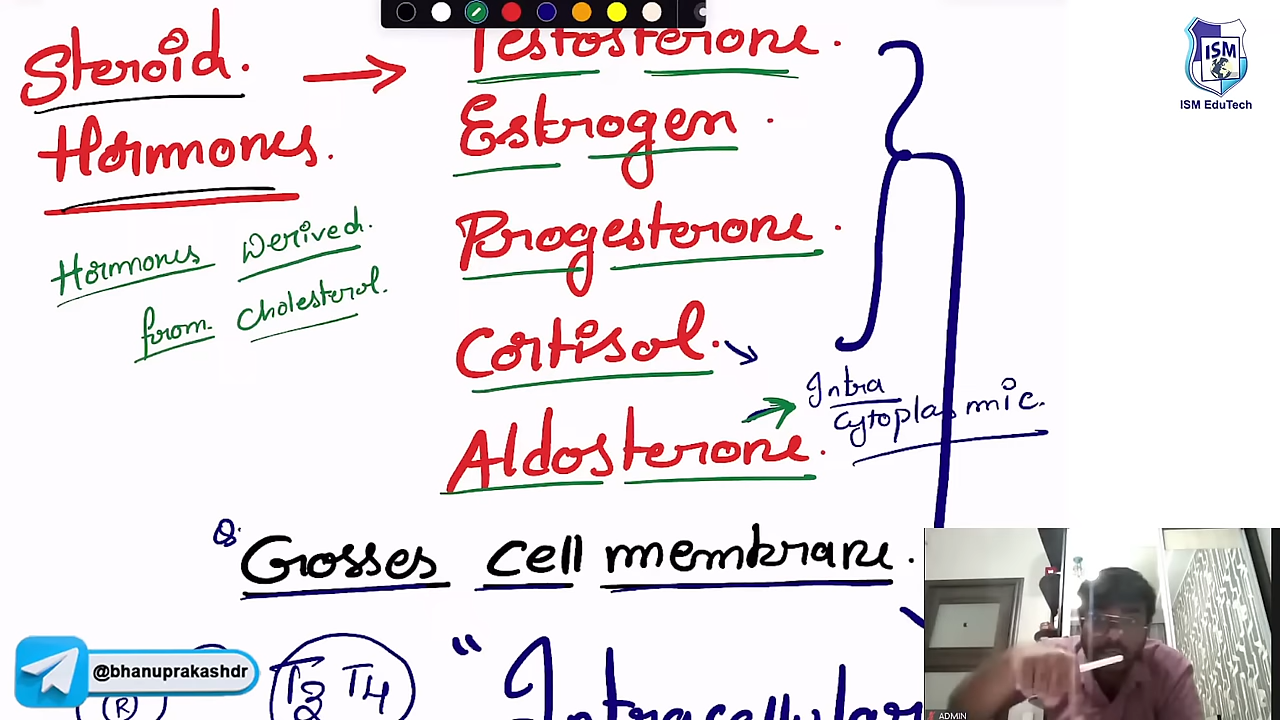 Steroid. → Testosterone.
Hormones.
Estrogen.
Hormones Derived.
from. Cholesterol.
Progesterone.
Cortisol.
Intra
cytoplasmic.
Aldosterone.
Q. Crosses cell membrane.
T3 T4
(R)
" Intracellular
ISM
ISM EduTech
@bhanuprakashdr
ADMIN